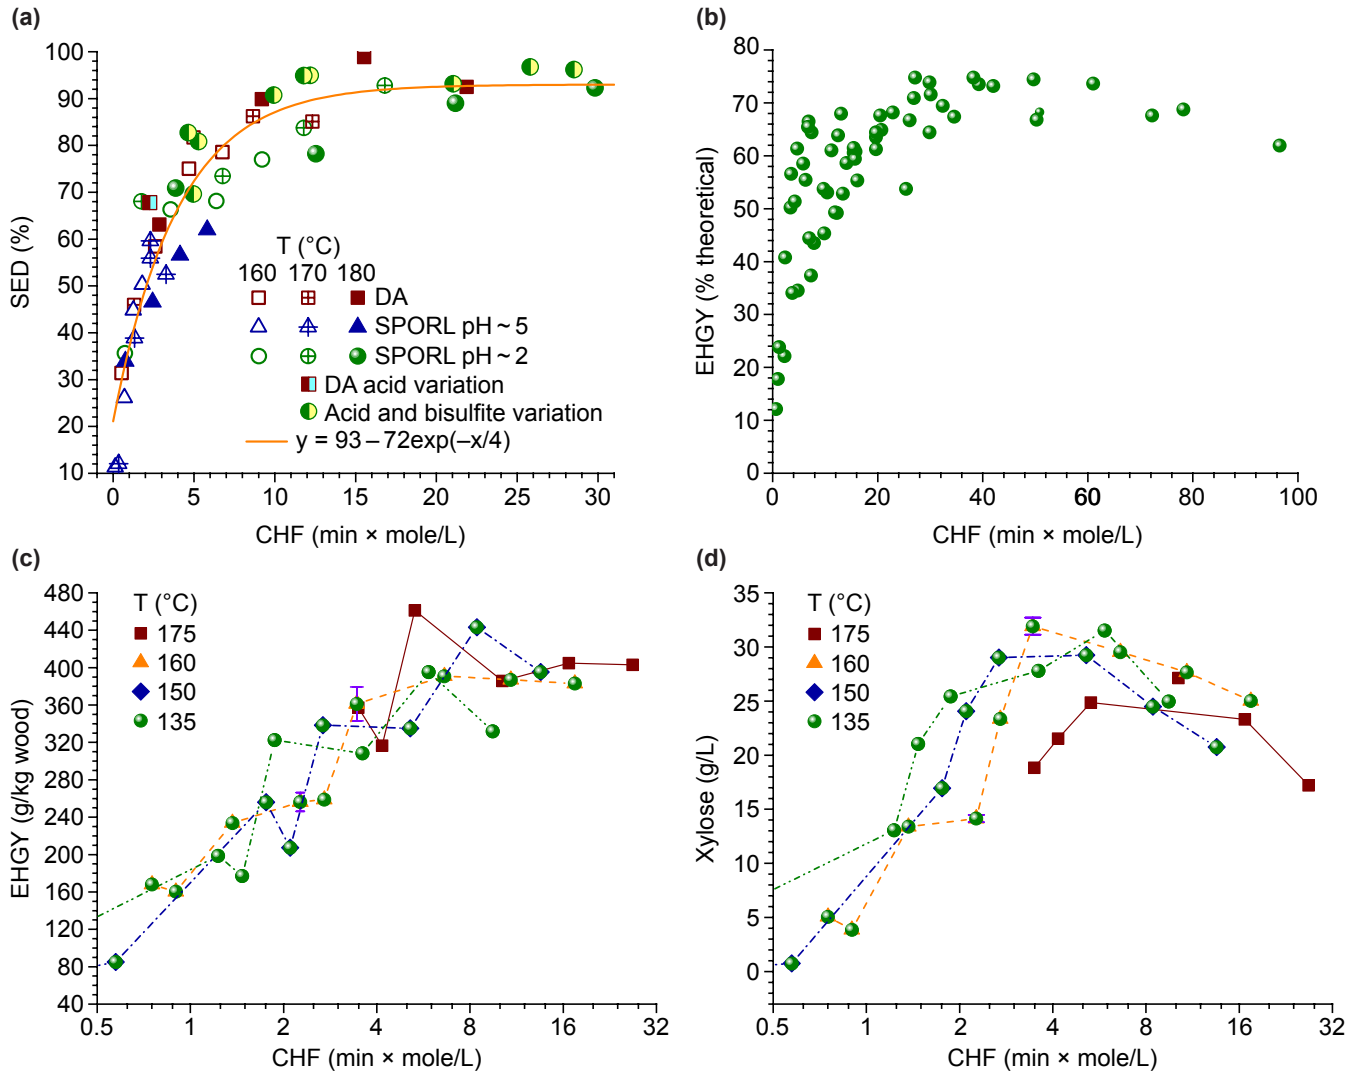 (a)
SED (%)
100
90
80
70
60
50
40
30
20
10
0 5 10 15 20 25 30
CHF (min × mole/L)
T (°C)
160 170 180
DA
SPORL pH ~ 5
SPORL pH ~ 2
DA acid variation
Acid and bisulfite variation
y = 93 – 72exp(–x/4)
(b)
EHGY (% theoretical)
80
70
60
50
40
30
20
10
0
0 20 40 60 80 100
CHF (min × mole/L)
(c)
EHGY (g/kg wood)
480
440
400
360
320
280
240
200
160
120
80
40
0.5 1 2 4 8 16 32
CHF (min × mole/L)
T (°C)
175
160
150
135
(d)
Xylose (g/L)
35
30
25
20
15
10
5
0
0.5 1 2 4 8 16 32
CHF (min × mole/L)
T (°C)
175
160
150
135